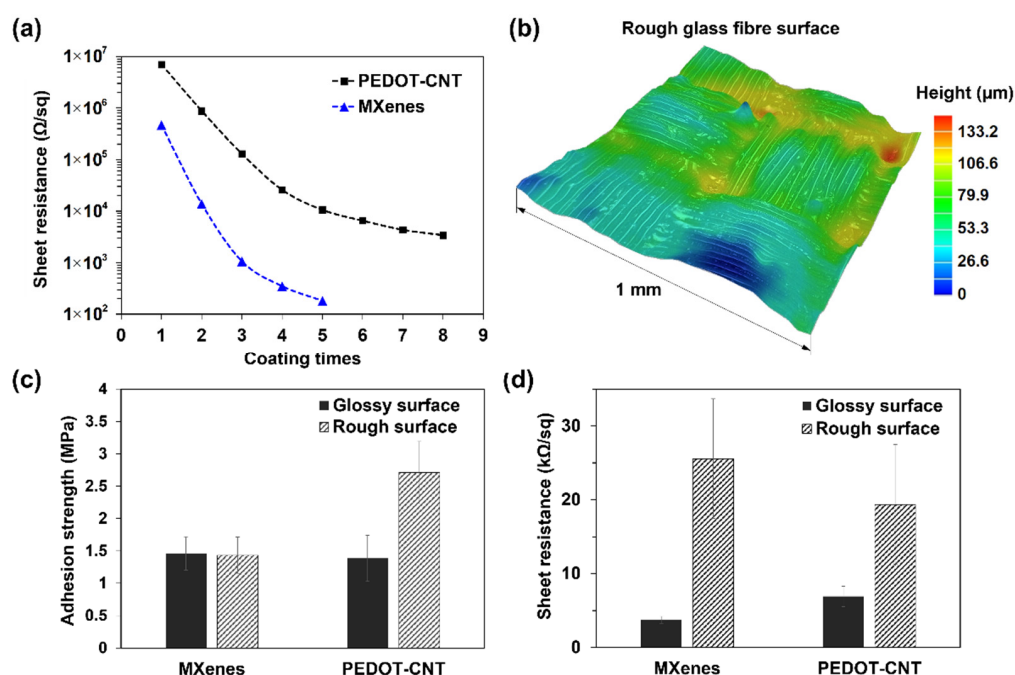 (a)
Sheet resistance (Ω/sq)
1×10⁷
1×10⁶
1×10⁵
1×10⁴
1×10³
1×10²
PEDOT-CNT
MXenes
0 1 2 3 4 5 6 7 8 9
Coating times
(b)
Rough glass fibre surface
Height (μm)
133.2
106.6
79.9
53.3
26.6
0
1 mm
(c)
Adhesion strength (MPa)
4
3.5
3
2.5
2
1.5
1
0.5
0
Glossy surface
Rough surface
MXenes PEDOT-CNT
(d)
Sheet resistance (kΩ/sq)
30
20
10
0
Glossy surface
Rough surface
MXenes PEDOT-CNT